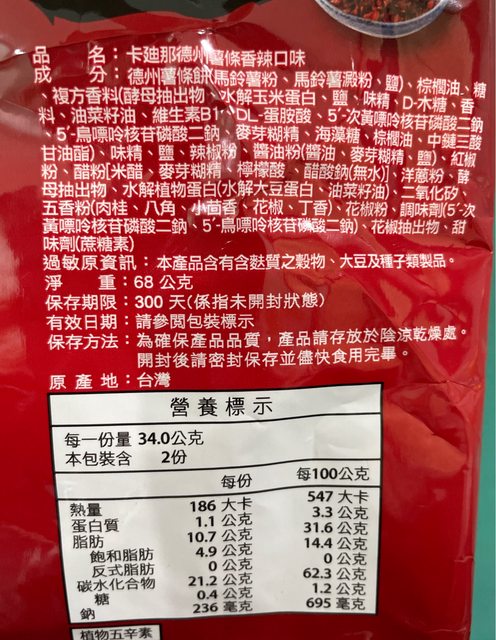 品　　名：卡廸那德州薯條香辣口味
成　　分：德州薯條餅(馬鈴薯粉、馬鈴薯澱粉、鹽)、棕櫚油、糖
、複方香料(酵母抽出物、水解玉米蛋白、鹽、味精、D-木糖、香
料、油菜籽油、維生素B1、DL-蛋胺酸、5'-次黃嘌呤核苷磷酸二鈉
、5'-鳥嘌呤核苷磷酸二鈉、麥芽糊精、海藻糖、棕櫚油、中鏈三酸
甘油酯)、味精、鹽、辣椒粉、醬油粉(醬油、麥芽糊精、鹽)、紅椒
粉、醋粉[米醋、麥芽糊精、檸檬酸、醋酸鈉(無水)]、洋蔥粉、酵
母抽出物、水解植物蛋白(水解大豆蛋白、油菜籽油)、二氧化矽、
五香粉(肉桂、八角、小茴香、花椒、丁香)、花椒粉、調味劑(5'-次
黃嘌呤核苷磷酸二鈉、5'-鳥嘌呤核苷磷酸二鈉)、花椒抽出物、甜
味劑(蔗糖素)
過敏原資訊：本產品含有含麩質之穀物、大豆及種子類製品。
淨　　重：68 公克
保存期限：300 天(係指未開封狀態)
有效日期：請參閱包裝標示
保存方法：為確保產品品質，產品請存放於陰涼乾燥處。
開封後請密封保存並儘快食用完畢。
原 產 地：台灣
營養標示
每一份量 34.0公克
本包裝含 2份
每份 每100公克
熱量 186 大卡 547 大卡
蛋白質 1.1 公克 3.3 公克
脂肪 10.7 公克 31.6 公克
飽和脂肪 4.9 公克 14.4 公克
反式脂肪 0 公克 0 公克
碳水化合物 21.2 公克 62.3 公克
糖 0.4 公克 1.2 公克
鈉 236 毫克 695 毫克
植物五辛素